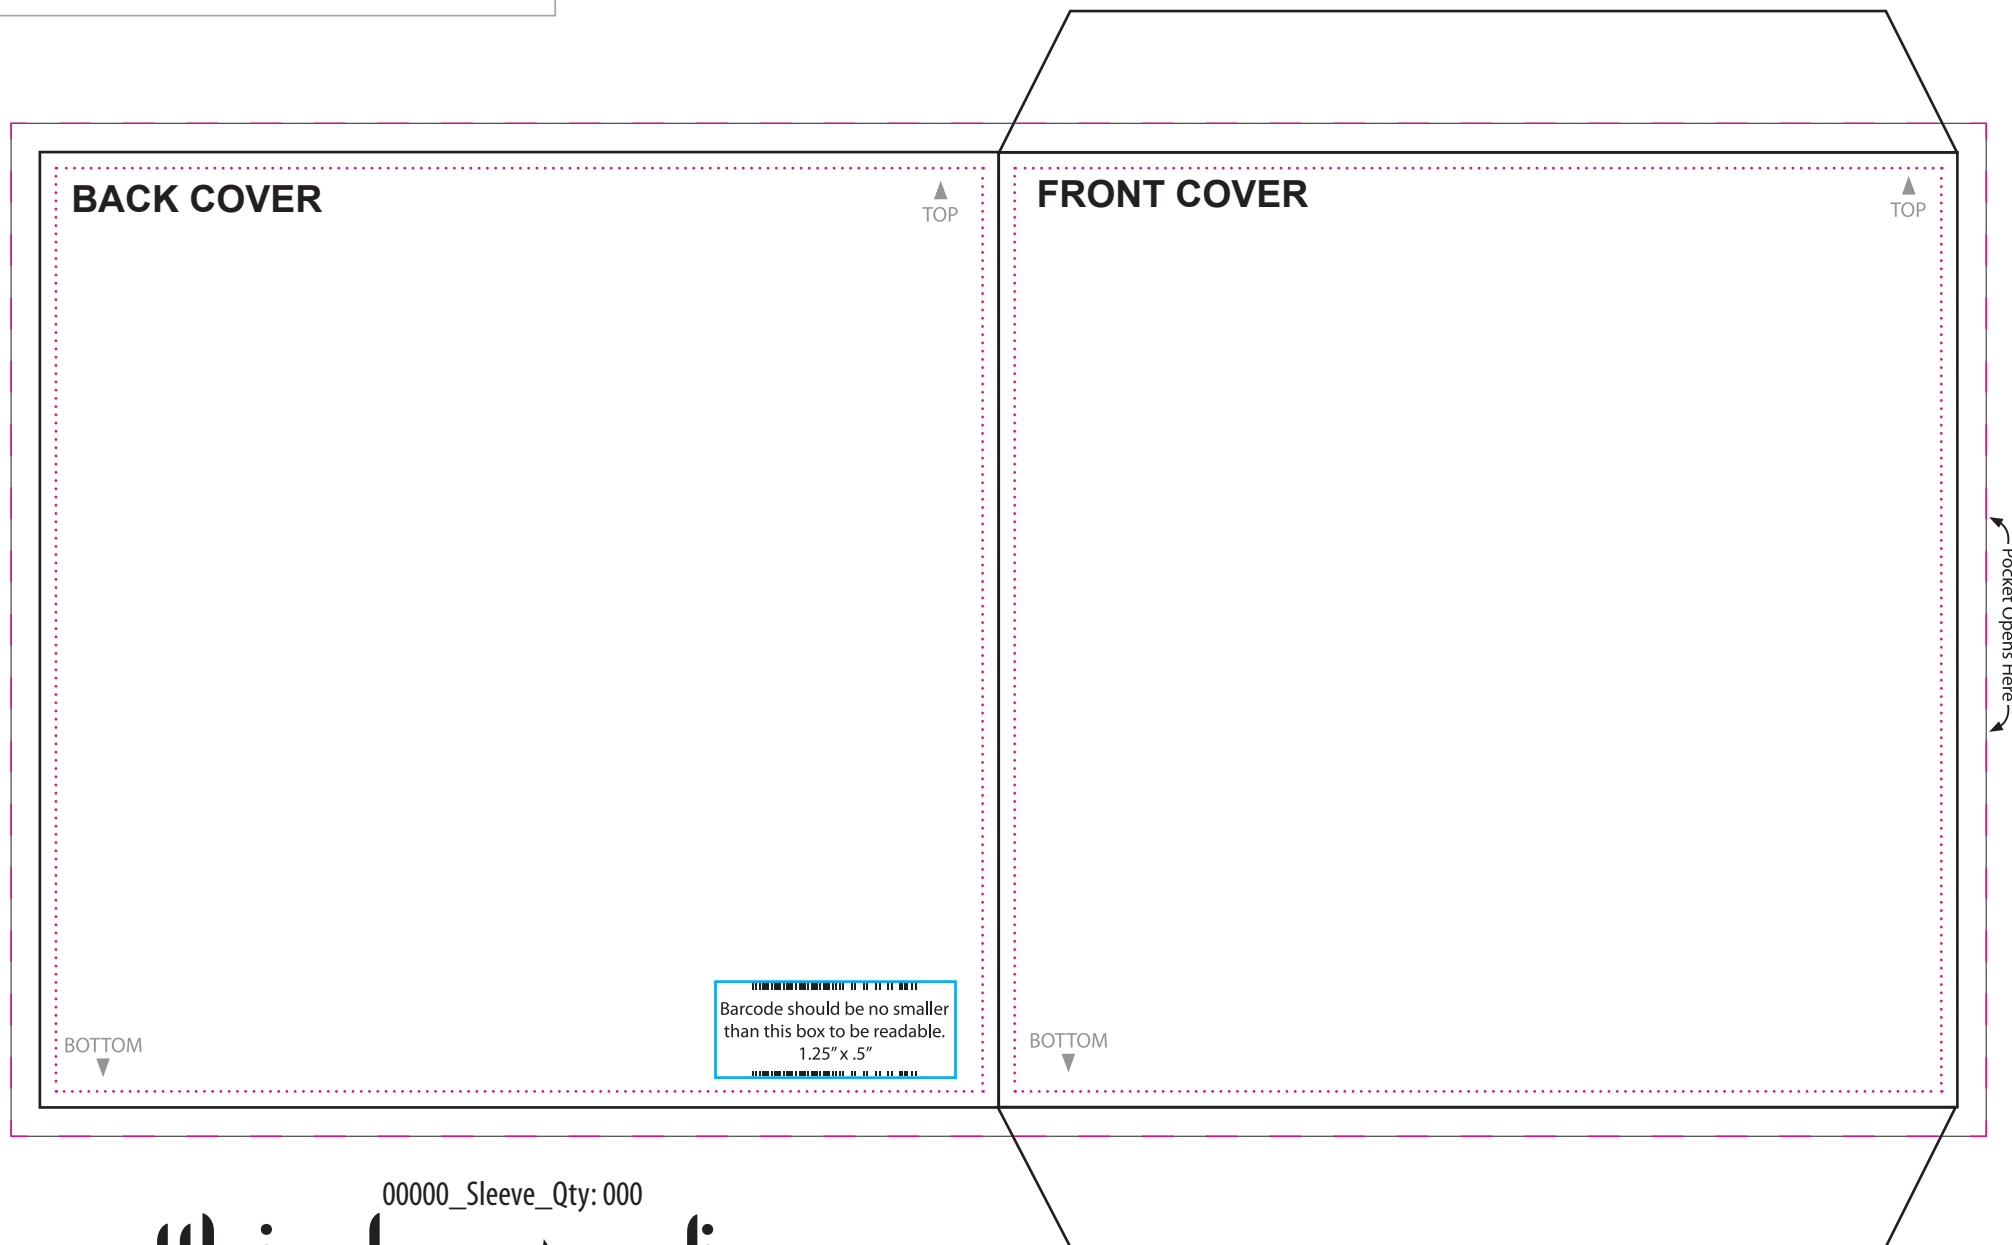 BACK COVER
TOP
FRONT COVER
TOP
Pocket Opens Here
Barcode should be no smaller
than this box to be readable.
1.25” x .5”
BOTTOM
BOTTOM
00000_Sleeve_Qty: 000